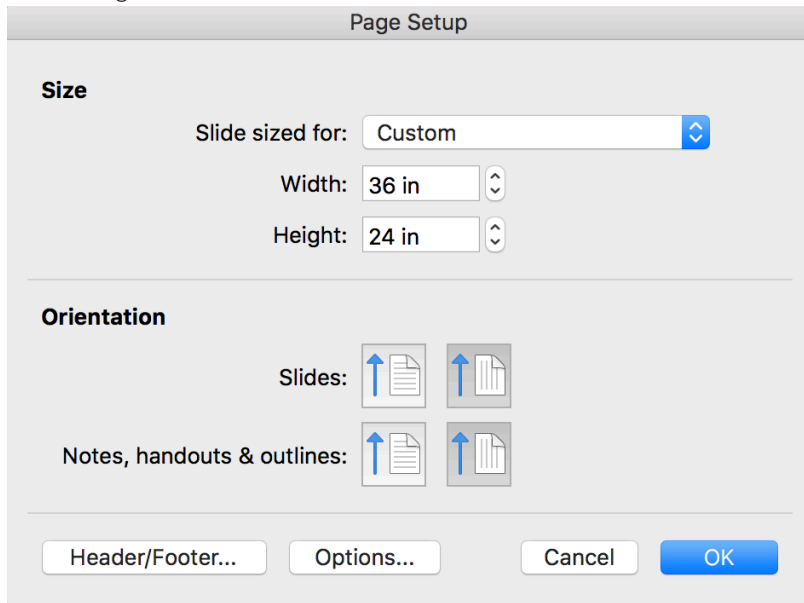 Page Setup
Size
Slide sized for: Custom
Width: 36 in
Height: 24 in
Orientation
Slides:
Notes, handouts & outlines:
Header/Footer... Options... Cancel OK